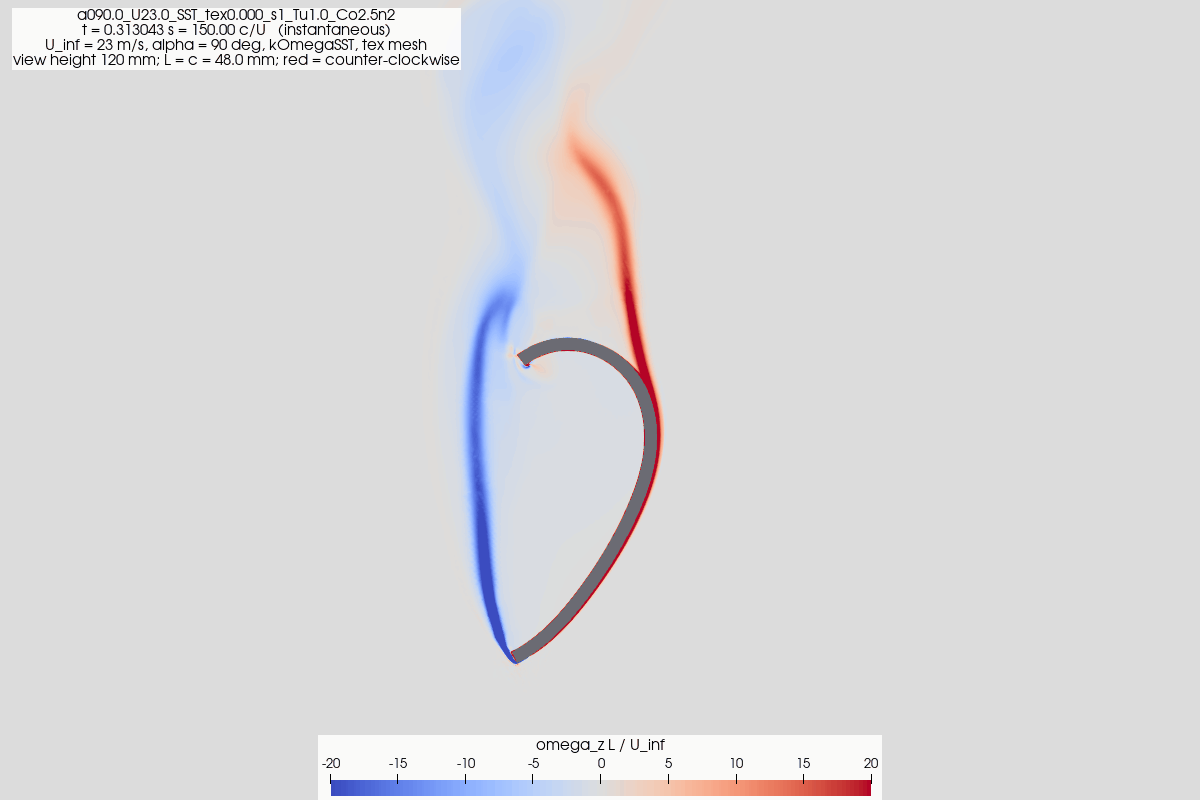 a090.0_U23.0_SST_tex0.000_s1_Tu1.0_Co2.5n2
t = 0.313043 s = 150.00 c/U (instantaneous)
U_inf = 23 m/s, alpha = 90 deg, kOmegaSST, tex mesh
view height 120 mm; L = c = 48.0 mm; red = counter-clockwise
omega_z L / U_inf
-20 -15 -10 -5 0 5 10 15 20